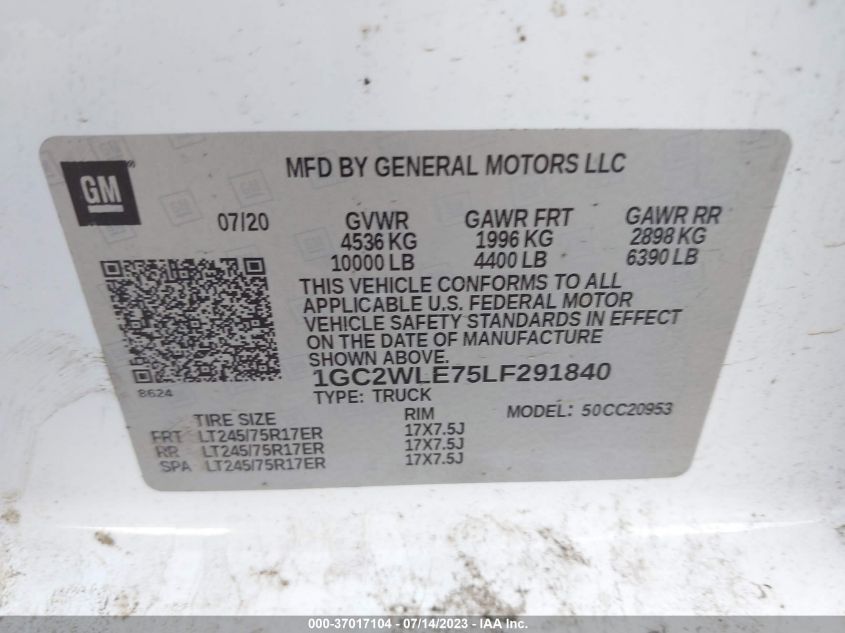 GM
MFD BY GENERAL MOTORS LLC
07/20
GVWR
4536 KG
10000 LB
GAWR FRT
1996 KG
4400 LB
GAWR RR
2898 KG
6390 LB
THIS VEHICLE CONFORMS TO ALL
APPLICABLE U.S. FEDERAL MOTOR
VEHICLE SAFETY STANDARDS IN EFFECT
ON THE DATE OF MANUFACTURE
SHOWN ABOVE.
1GC2WLE75LF291840
8624
TYPE: TRUCK
MODEL: 50CC20953
TIRE SIZE RIM
FRT LT245/75R17ER 17X7.5J
RR LT245/75R17ER 17X7.5J
SPA LT245/75R17ER 17X7.5J
000-37017104 - 07/14/2023 - IAA Inc.